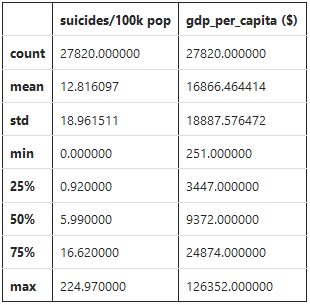 suicides/100k pop gdp_per_capita ($)
count 27820.000000 27820.000000
mean 12.816097 16866.464414
std 18.961511 18887.576472
min 0.000000 251.000000
25% 0.920000 3447.000000
50% 5.990000 9372.000000
75% 16.620000 24874.000000
max 224.970000 126352.000000